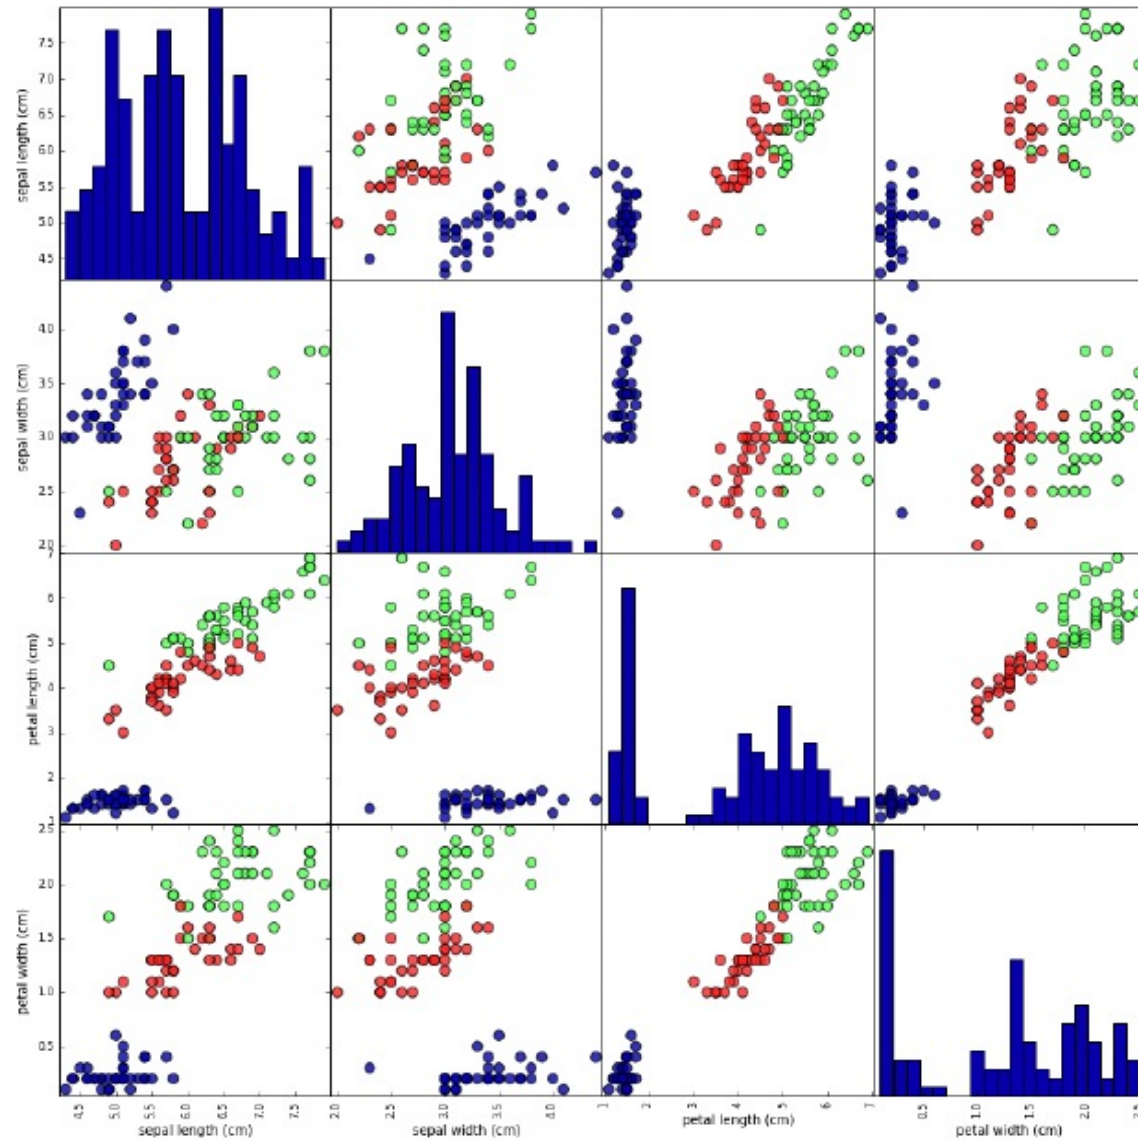 sepal length (cm)
7.5
7.0
6.5
6.0
5.5
5.0
4.5
sepal width (cm)
4.0
3.5
3.0
2.5
2.0
petal length (cm)
7
6
5
4
3
2
1
petal width (cm)
2.5
2.0
1.5
1.0
0.5
4.5 5.0 5.5 6.0 6.5 7.0 7.5
2.0 2.5 3.0 3.5 4.0
1 2 3 4 5 6 7
0.5 1.0 1.5 2.0 2.5
sepal length (cm)
sepal width (cm)
petal length (cm)
petal width (cm)